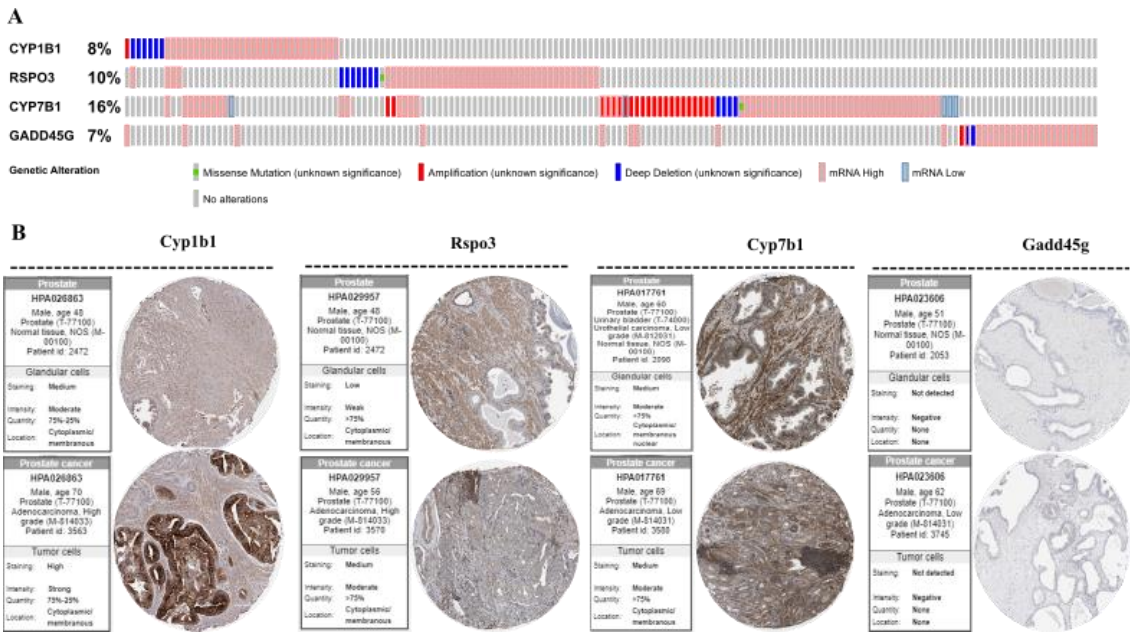 A
CYP1B1 8%
RSPO3 10%
CYP7B1 16%
GADD45G 7%
Genetic Alteration
Missense Mutation (unknown significance)
Amplification (unknown significance)
Deep Deletion (unknown significance)
mRNA High
mRNA Low
No alterations
B
Cyp1b1
Rspo3
Cyp7b1
Gadd45g
Prostate
HPA026863
Male, age 48
Prostate (T-77100)
Normal tissue, NOS (M-
00100)
Patient id: 2472
Glandular cells
Staining: Medium
Intensity: Moderate
Quantity: 75%-25%
Location: Cytoplasmic/
membranous
Prostate
HPA029957
Male, age 48
Prostate (T-77100)
Normal tissue, NOS (M-
00100)
Patient id: 2472
Glandular cells
Staining: Low
Intensity: Weak
Quantity: >75%
Location: Cytoplasmic/
membranous
Prostate
HPA017761
Male, age 60
Prostate (T-77100)
Urinary bladder (T-74000)
Urothelial carcinoma, Low
grade (M-812031)
Normal tissue, NOS (M-
00100)
Patient id: 2098
Glandular cells
Staining: Medium
Intensity: Moderate
Quantity: >75%
Location: Cytoplasmic/
membranous
nuclear
Prostate
HPA023606
Male, age 51
Prostate (T-77100)
Normal tissue, NOS (M-
00100)
Patient id: 2053
Glandular cells
Staining: Not detected
Intensity: Negative
Quantity: None
Location: None
Prostate cancer
HPA026863
Male, age 70
Prostate (T-77100)
Adenocarcinoma, High
grade (M-814033)
Patient id: 3563
Tumor cells
Staining: High
Intensity: Strong
Quantity: 75%-25%
Location: Cytoplasmic/
membranous
Prostate cancer
HPA029957
Male, age 56
Prostate (T-77100)
Adenocarcinoma, High
grade (M-814033)
Patient id: 3578
Tumor cells
Staining: Medium
Intensity: Moderate
Quantity: >75%
Location: Cytoplasmic/
membranous
Prostate cancer
HPA017761
Male, age 69
Prostate (T-77100)
Adenocarcinoma, Low
grade (M-814031)
Patient id: 3580
Tumor cells
Staining: Medium
Intensity: Moderate
Quantity: >75%
Location: Cytoplasmic/
membranous
Prostate cancer
HPA023606
Male, age 62
Prostate (T-77100)
Adenocarcinoma, Low
grade (M-814031)
Patient id: 3745
Tumor cells
Staining: Not detected
Intensity: Negative
Quantity: None
Location: None